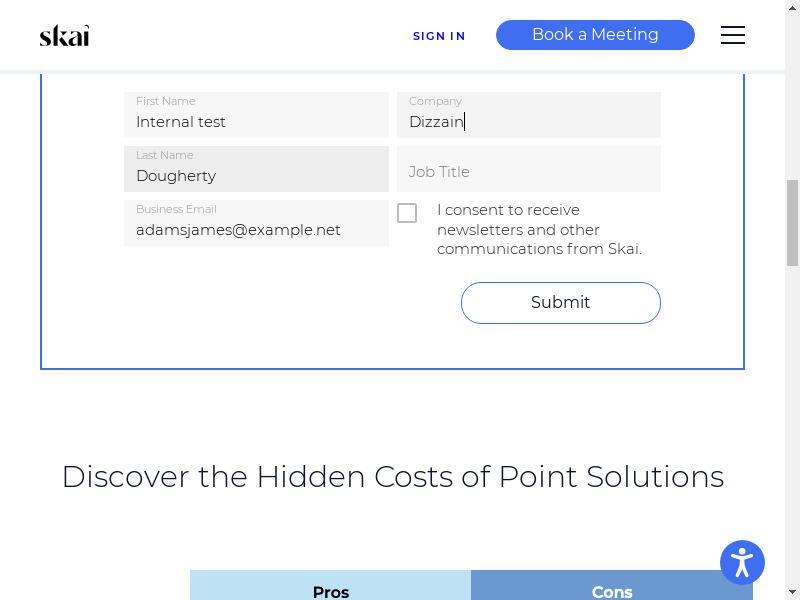 skai
SIGN IN
Book a Meeting
First Name
Internal test
Company
Dizzain
Last Name
Dougherty
Job Title
Business Email
adamsjames@example.net
I consent to receive
newsletters and other
communications from Skai.
Submit
Discover the Hidden Costs of Point Solutions
Pros
Cons